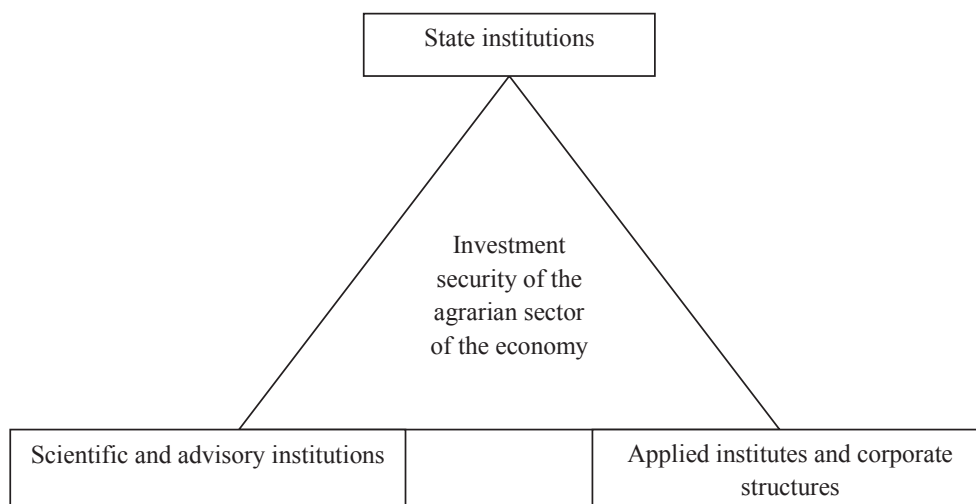 State institutions
Investment
security of the
agrarian sector
of the economy
Scientific and advisory institutions
Applied institutes and corporate
structures